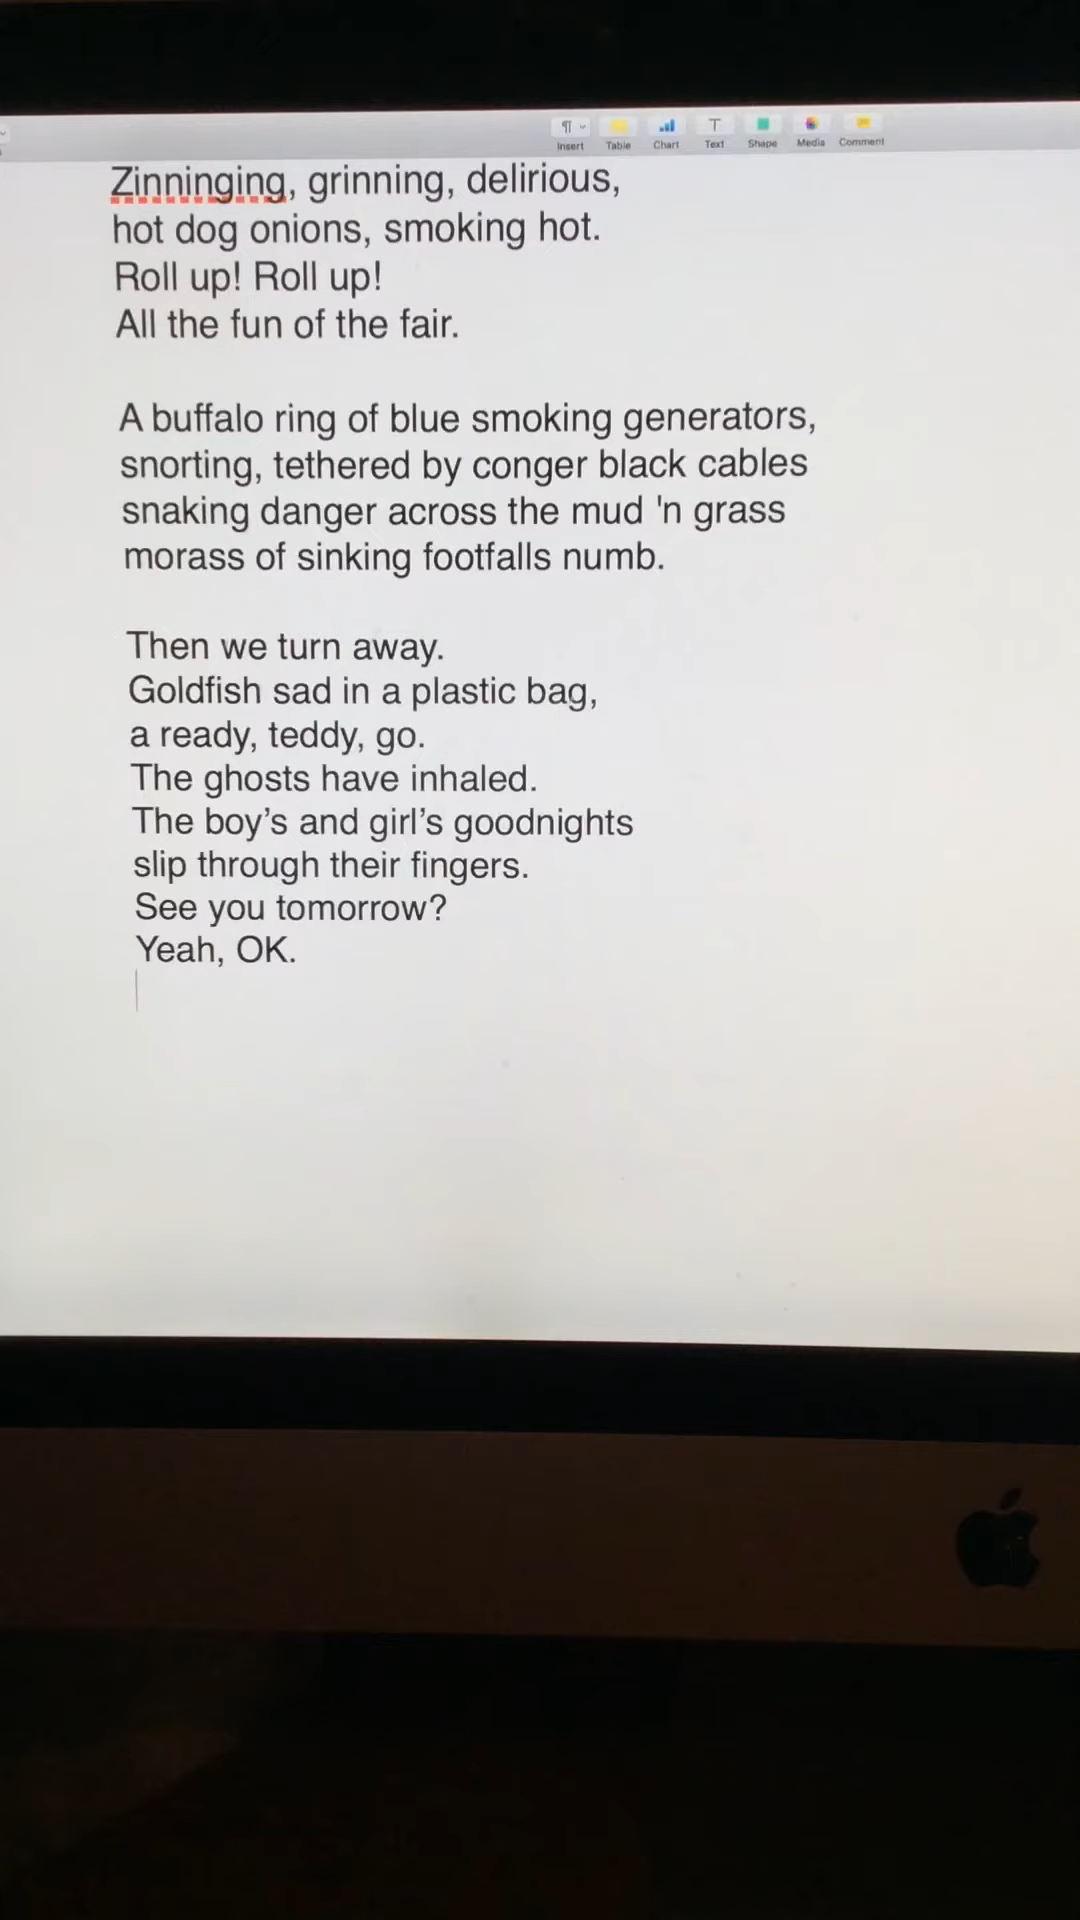 Insert Table Chart Text Shape Media Comment
Zinninging, grinning, delirious,
hot dog onions, smoking hot.
Roll up! Roll up!
All the fun of the fair.
A buffalo ring of blue smoking generators,
snorting, tethered by conger black cables
snaking danger across the mud 'n grass
morass of sinking footfalls numb.
Then we turn away.
Goldfish sad in a plastic bag,
a ready, teddy, go.
The ghosts have inhaled.
The boy’s and girl’s goodnights
slip through their fingers.
See you tomorrow?
Yeah, OK.